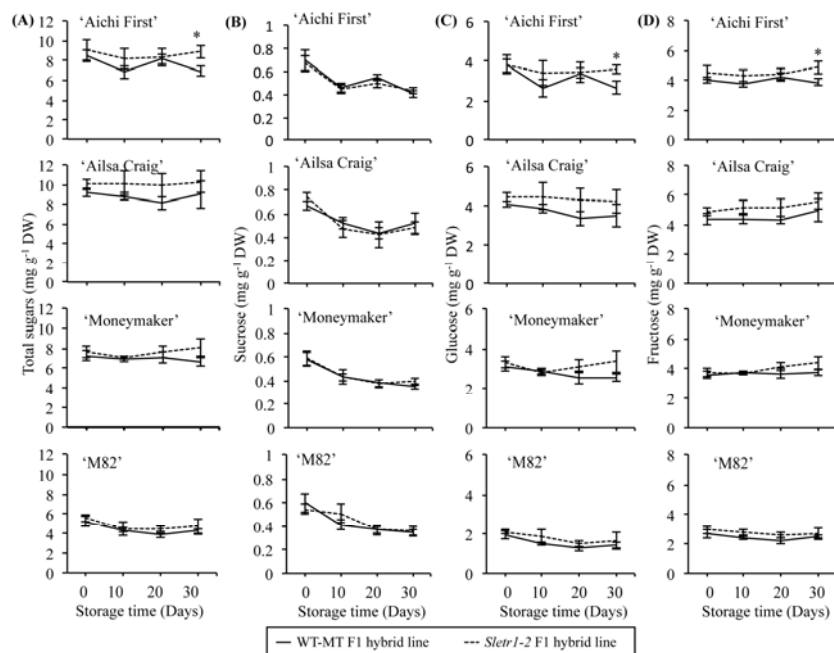 (A)
'Aichi First'
*
12
10
8
6
4
2
0
'Ailsa Craig'
12
10
8
6
4
2
0
'Moneymaker'
12
10
8
6
4
2
0
'M82'
12
10
8
6
4
2
0
Total sugars (mg g⁻¹ DW)
0 10 20 30
Storage time (Days)
(B)
'Aichi First'
1
0.8
0.6
0.4
0.2
0
'Ailsa Craig'
1
0.8
0.6
0.4
0.2
0
'Moneymaker'
1
0.8
0.6
0.4
0.2
0
'M82'
1
0.8
0.6
0.4
0.2
0
Sucrose (mg g⁻¹ DW)
0 10 20 30
Storage time (Days)
(C)
'Aichi First'
*
6
4
2
0
'Ailsa Craig'
6
4
2
0
'Moneymaker'
6
4
2
0
'M82'
6
4
2
0
Glucose (mg g⁻¹ DW)
0 10 20 30
Storage time (Days)
(D)
'Aichi First'
*
8
6
4
2
0
'Ailsa Craig'
8
6
4
2
0
'Moneymaker'
8
6
4
2
0
'M82'
8
6
4
2
0
Fructose (mg g⁻¹ DW)
0 10 20 30
Storage time (Days)
WT-MT F1 hybrid line
Sletr1-2 F1 hybrid line